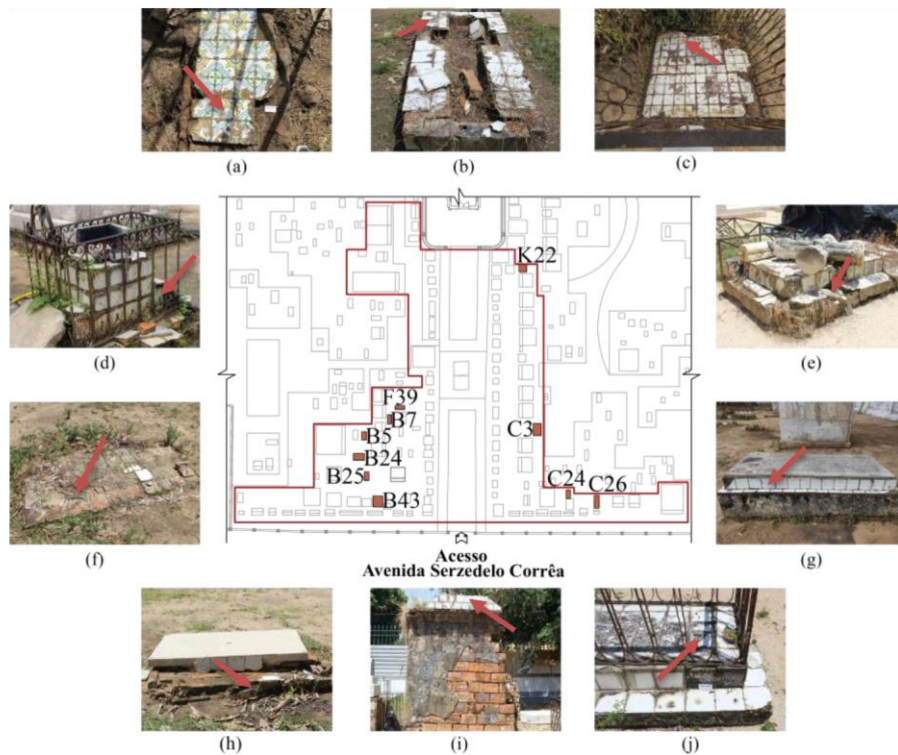 (a)
(b)
(c)
(d)
(e)
K22
F39
B7
B5
C3
B24
B25
C24
C26
B43
(f)
(g)
Acesso
Avenida Serzedelo Corrêa
(h)
(i)
(j)